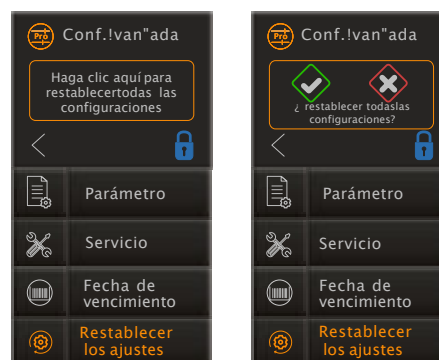 Pro
Conf.!van"ada
Haga clic aquí para
restablecertodas las
configuraciones
Parámetro
Servicio
Fecha de
vencimiento
Restablecer
los ajustes
Pro
Conf.!van"ada
¿ restablecer todaslas
configuraciones?
Parámetro
Servicio
Fecha de
vencimiento
Restablecer
los ajustes